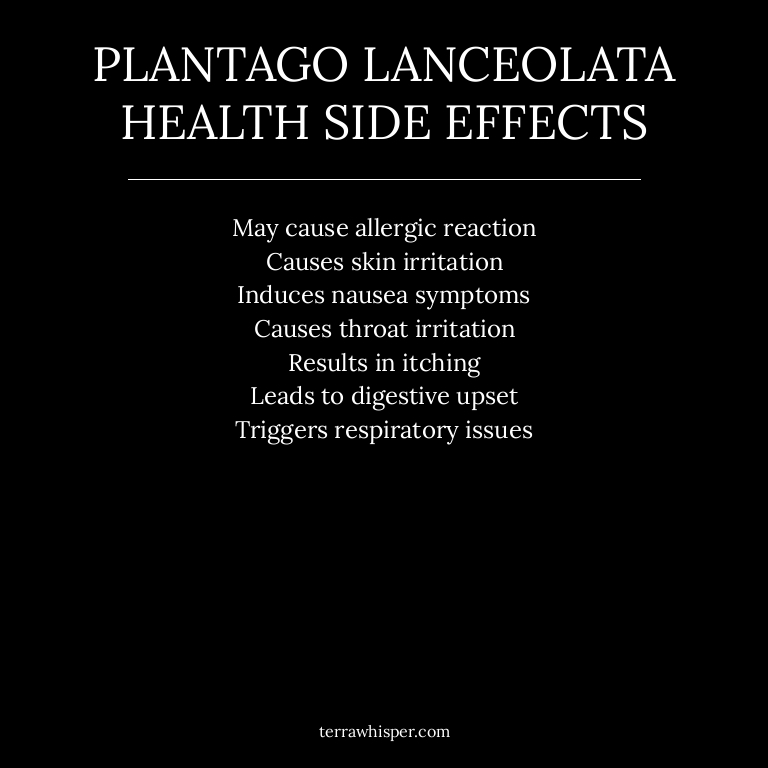 PLANTAGO LANCEOLATA
HEALTH SIDE EFFECTS
May cause allergic reaction
Causes skin irritation
Induces nausea symptoms
Causes throat irritation
Results in itching
Leads to digestive upset
Triggers respiratory issues
terrawhisper.com